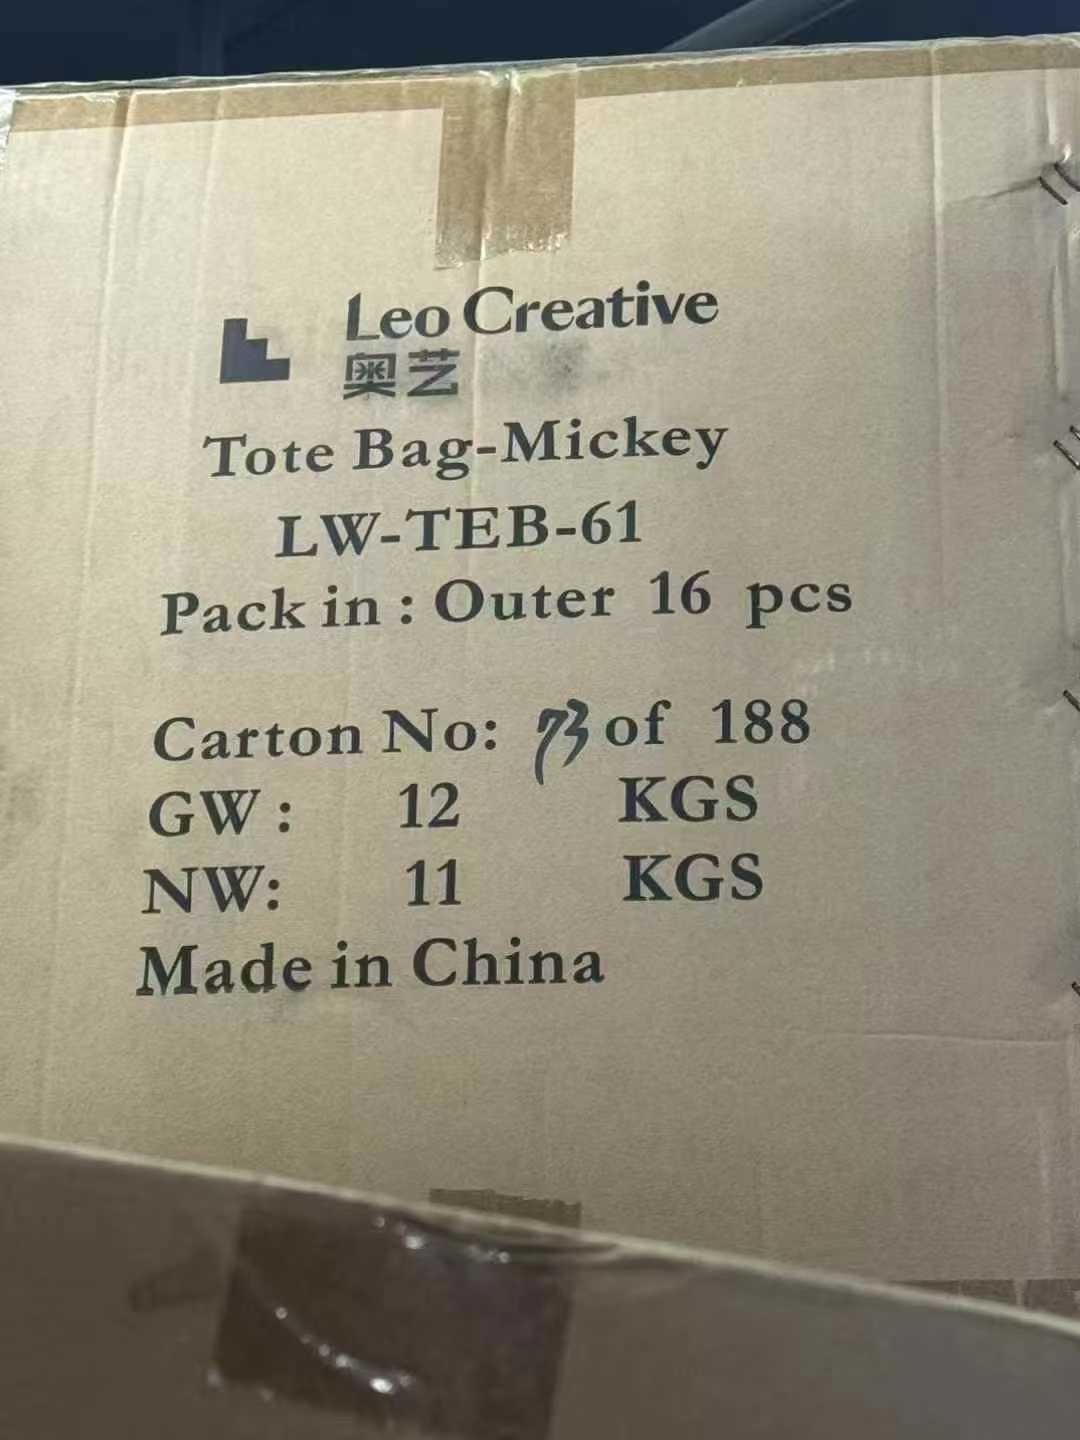 Leo Creative
奥艺
Tote Bag-Mickey
LW-TEB-61
Pack in : Outer 16 pcs
Carton No: 73 of 188
GW : 12 KGS
NW: 11 KGS
Made in China